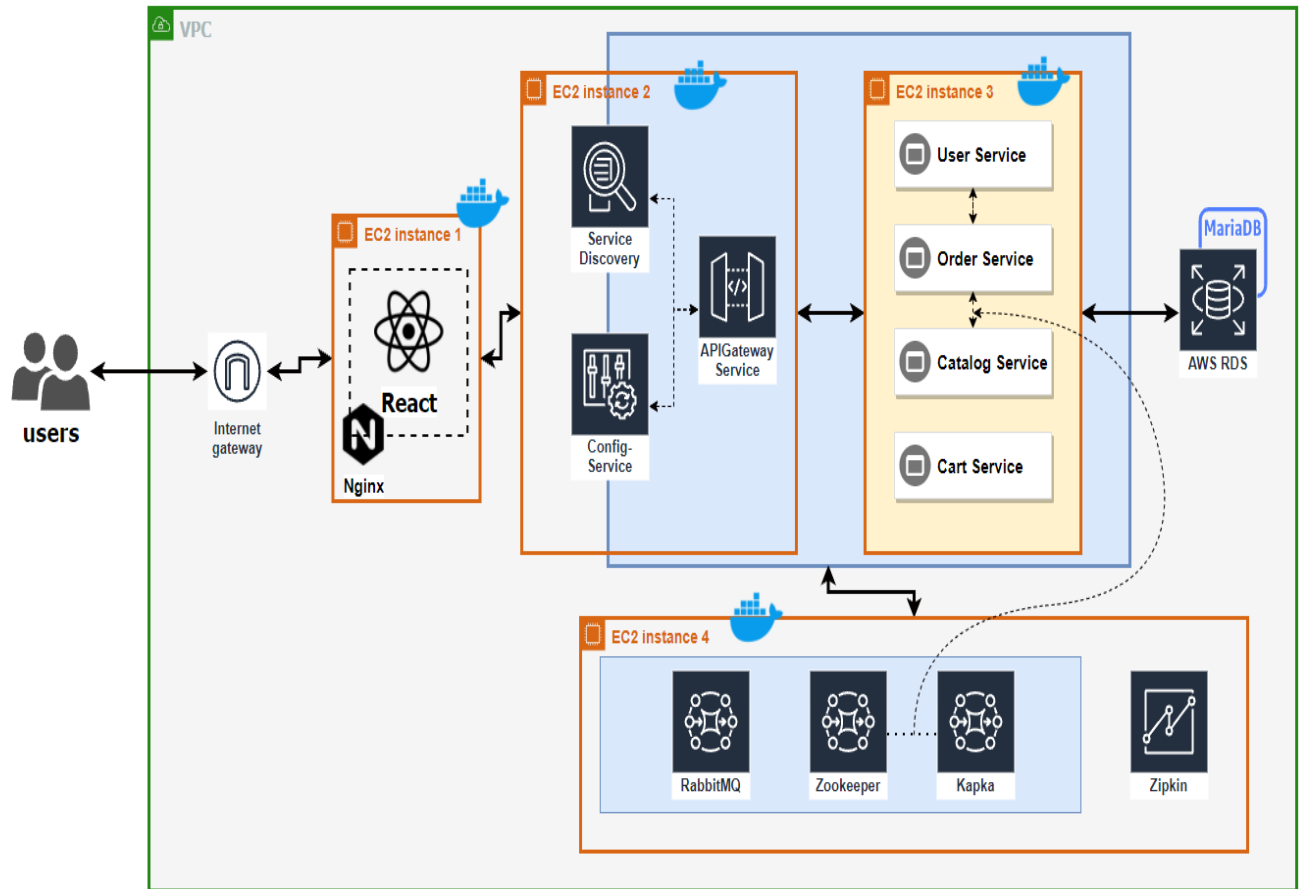 VPC
EC2 instance 2
EC2 instance 3
User Service
Service
Discovery
MariaDB
EC2 instance 1
Order Service
APIGateway
Service
Catalog Service
AWS RDS
React
users
Internet
gateway
Config-
Service
Cart Service
N
Nginx
EC2 instance 4
RabbitMQ
Zookeeper
Kapka
Zipkin